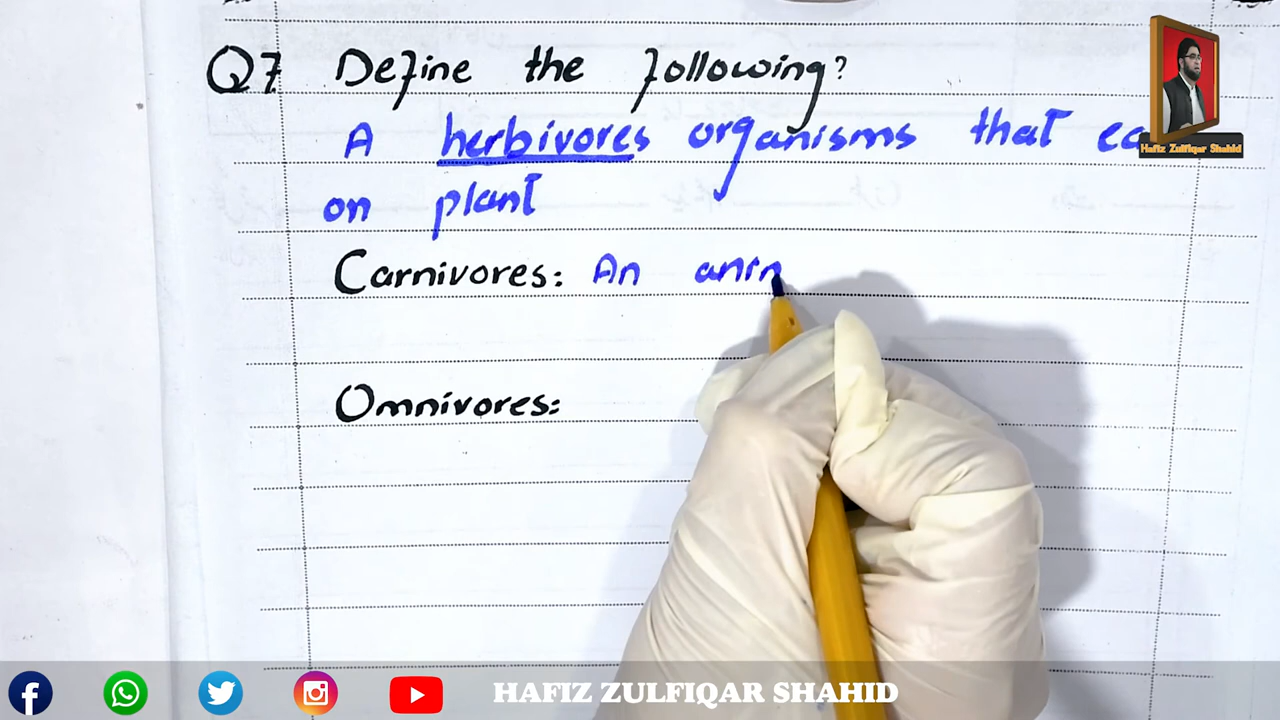 Q7 Define the following?
A herbivores organisms that
on plant
Carnivores: An
Omnivores:
Hafiz Zulfiqar Shahid
HAFIZ ZULFIQAR SHAHID